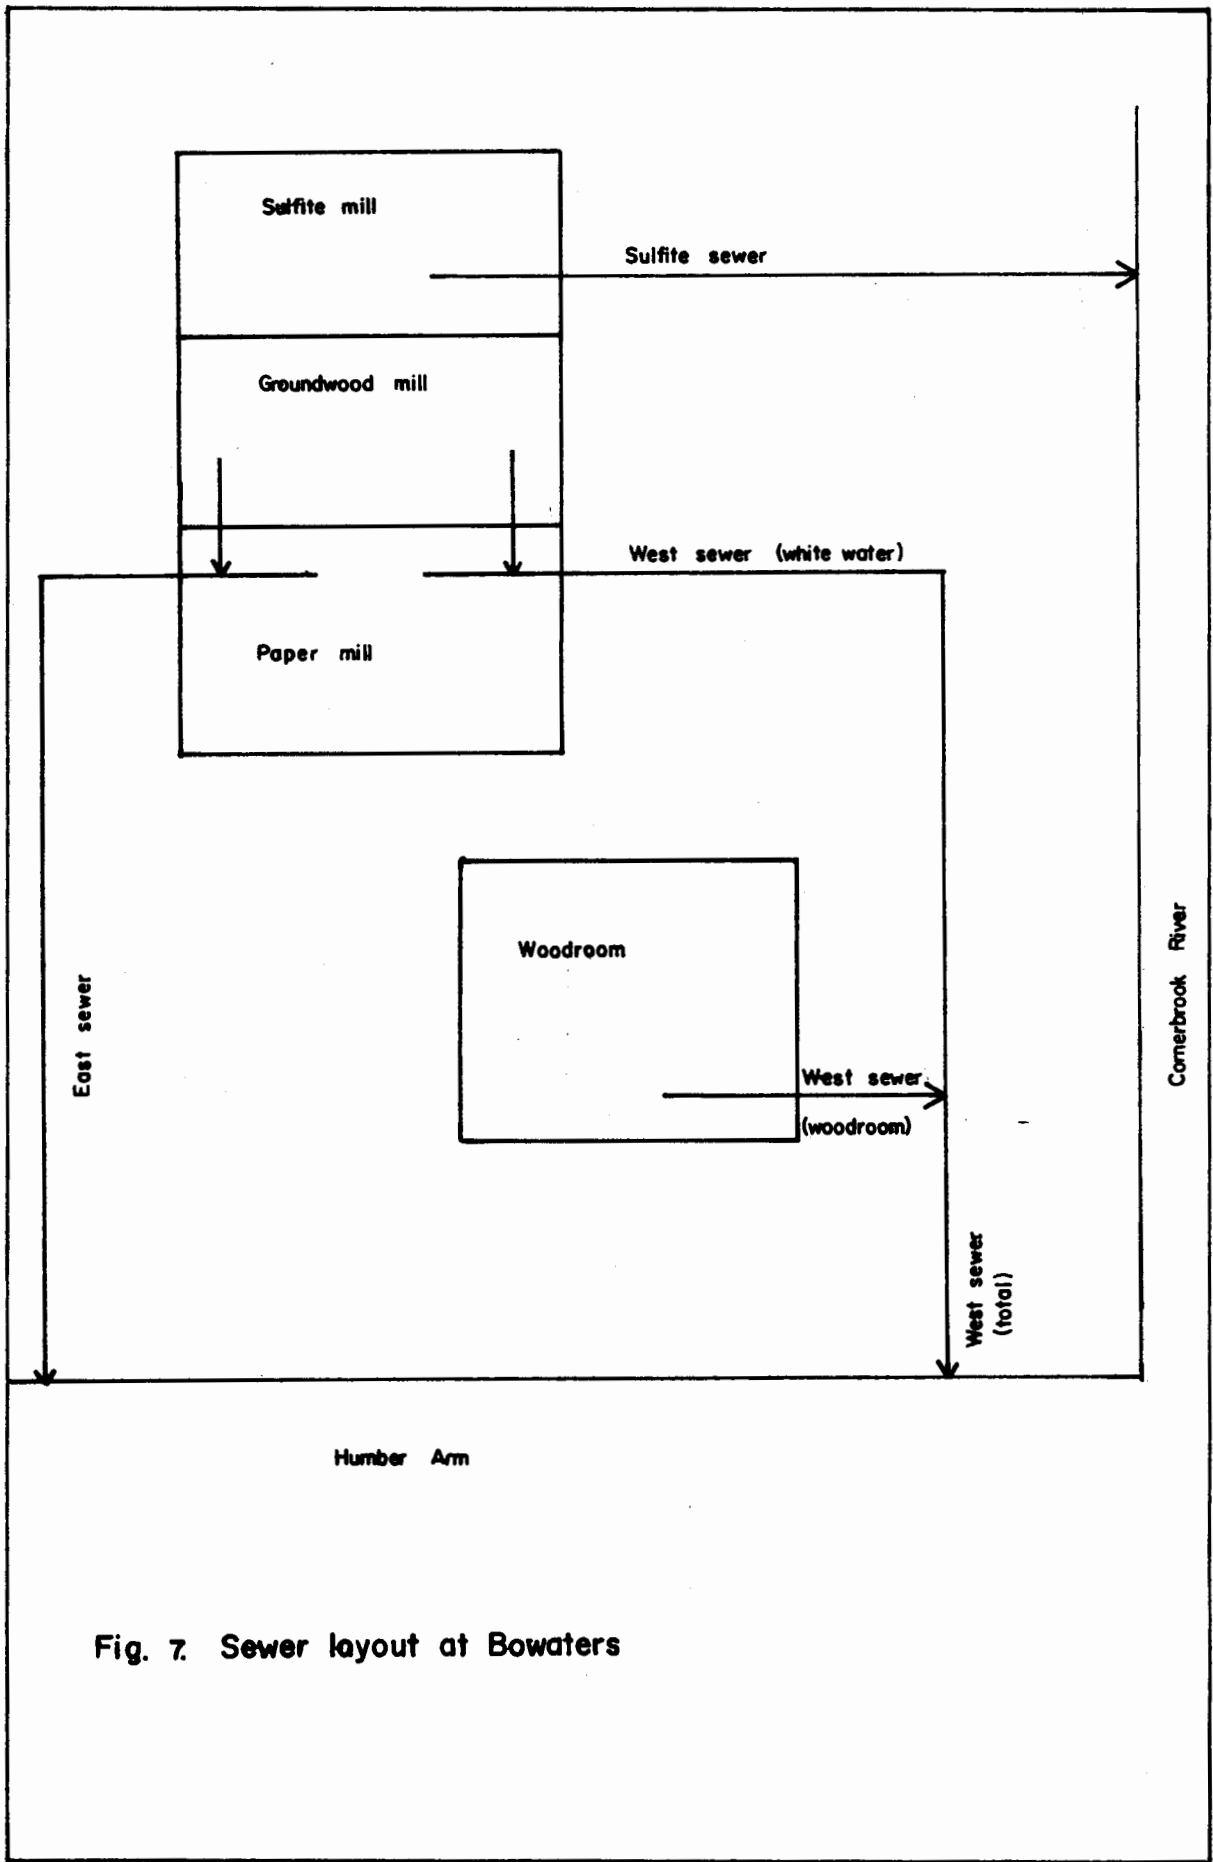 Sulfite mill
Sulfite sewer
Groundwood mill
West sewer (white water)
Paper mill
Woodroom
East sewer
West sewer
(woodroom)
Cornerbrook River
West sewer
(total)
Humber Arm
Fig. 7. Sewer layout at Bowaters